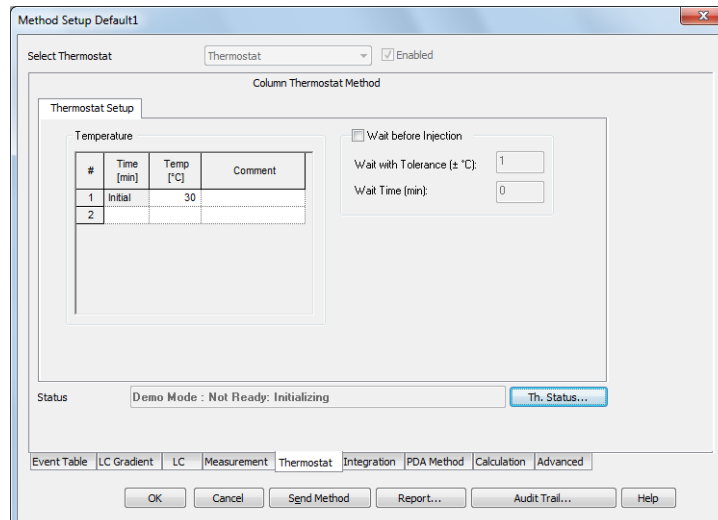 Method Setup Default1
x
Select Thermostat Thermostat Enabled
Column Thermostat Method
Thermostat Setup
Temperature
# Time [min] Temp [°C] Comment
1 Initial 30
2
Wait before Injection
Wait with Tolerance (± °C): 1
Wait Time (min): 0
Status Demo Mode : Not Ready: Initializing Th. Status...
Event Table LC Gradient LC Measurement Thermostat Integration PDA Method Calculation Advanced
OK Cancel Send Method Report... Audit Trail... Help